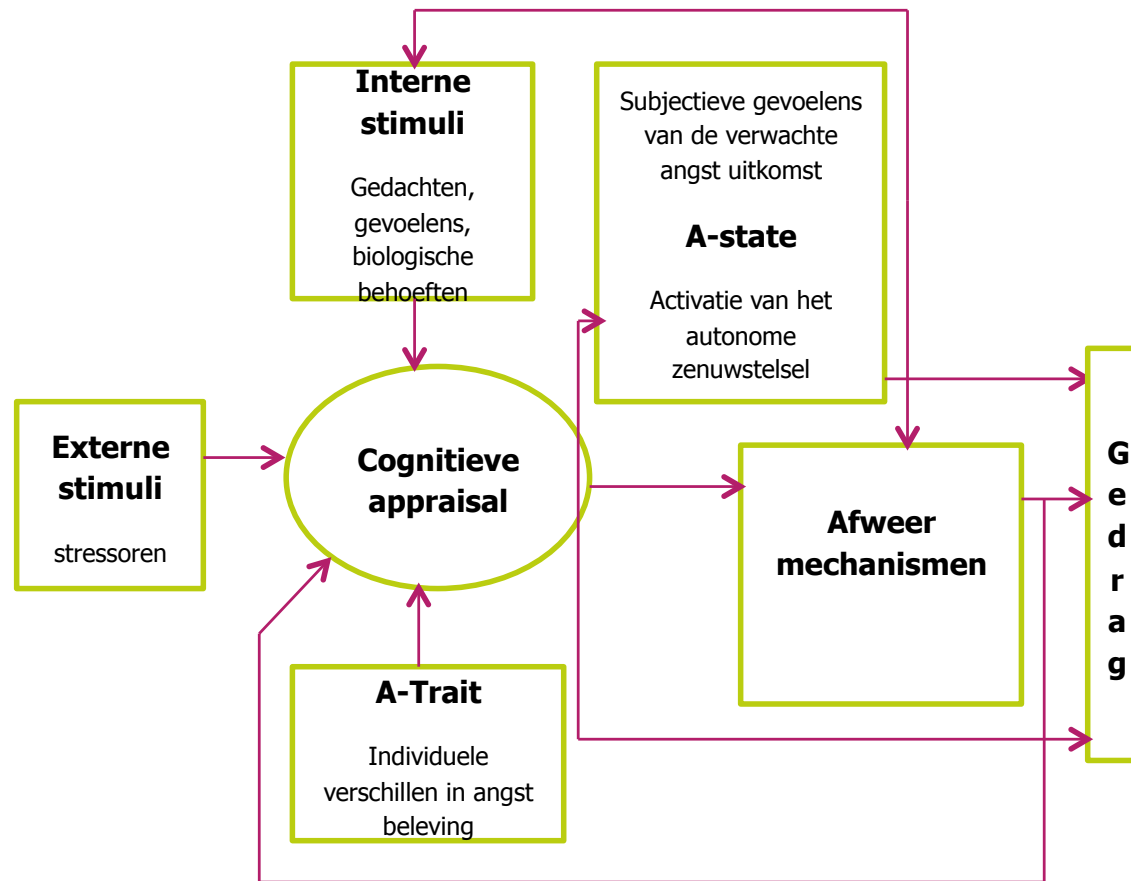 Interne
stimuli
Gedachten,
gevoelens,
biologische
behoeften
Subjectieve gevoelens
van de verwachte
angst uitkomst
A-state
Activatie van het
autonome
zenuwstelsel
Externe
stimuli
stressoren
Cognitieve
appraisal
Afweer
mechanismen
G
e
d
r
a
g
A-Trait
Individuele
verschillen in angst
beleving